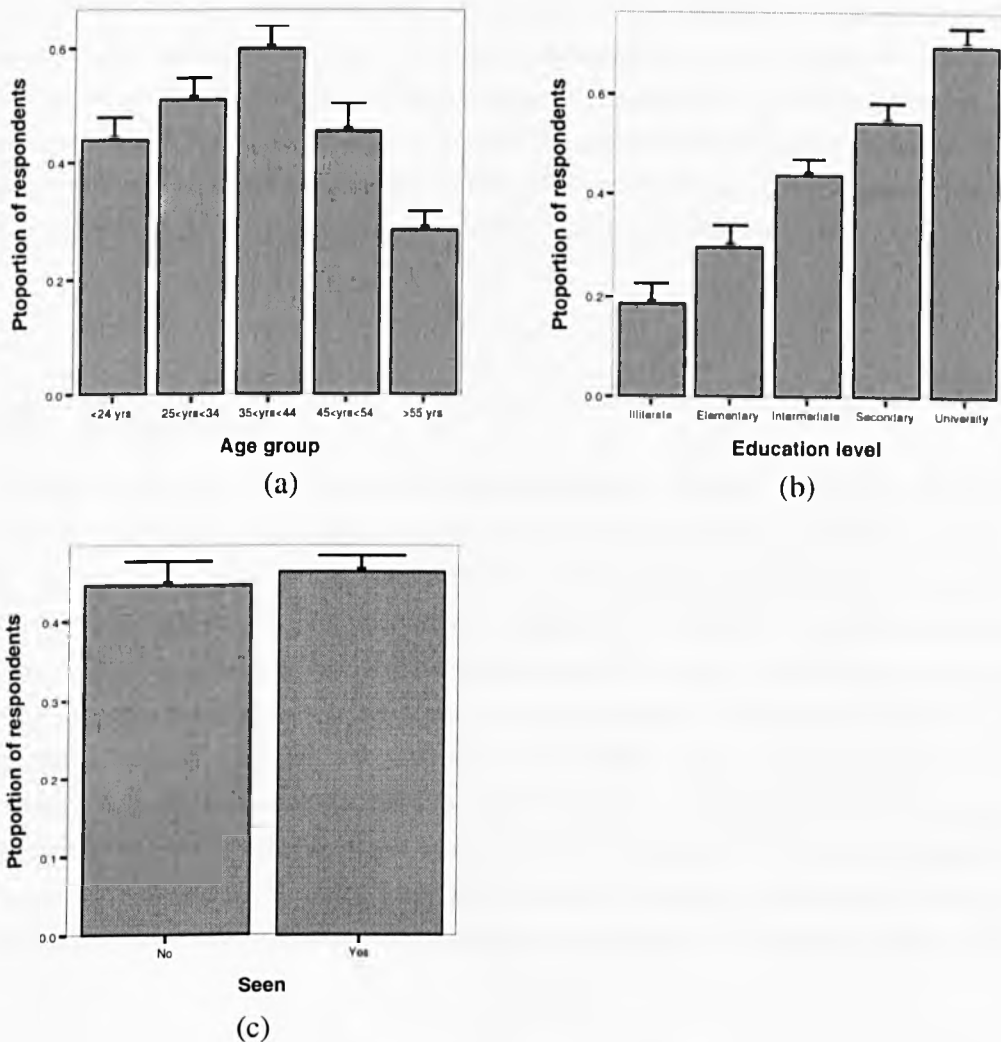 Ptoportion of respondents
0.6
0.4
0.2
0.0
<24 yrs 25<yrs<34 35<yrs<44 45<yrs<54 >55 yrs
Age group
(a)
Ptoportion of respondents
0.6
0.4
0.2
0.0
Illiterate Elementary Intermediate Seconary University
Education level
(b)
Ptoportion of respondents
0.4
0.3
0.2
0.1
0.0
No Yes
Seen
(c)